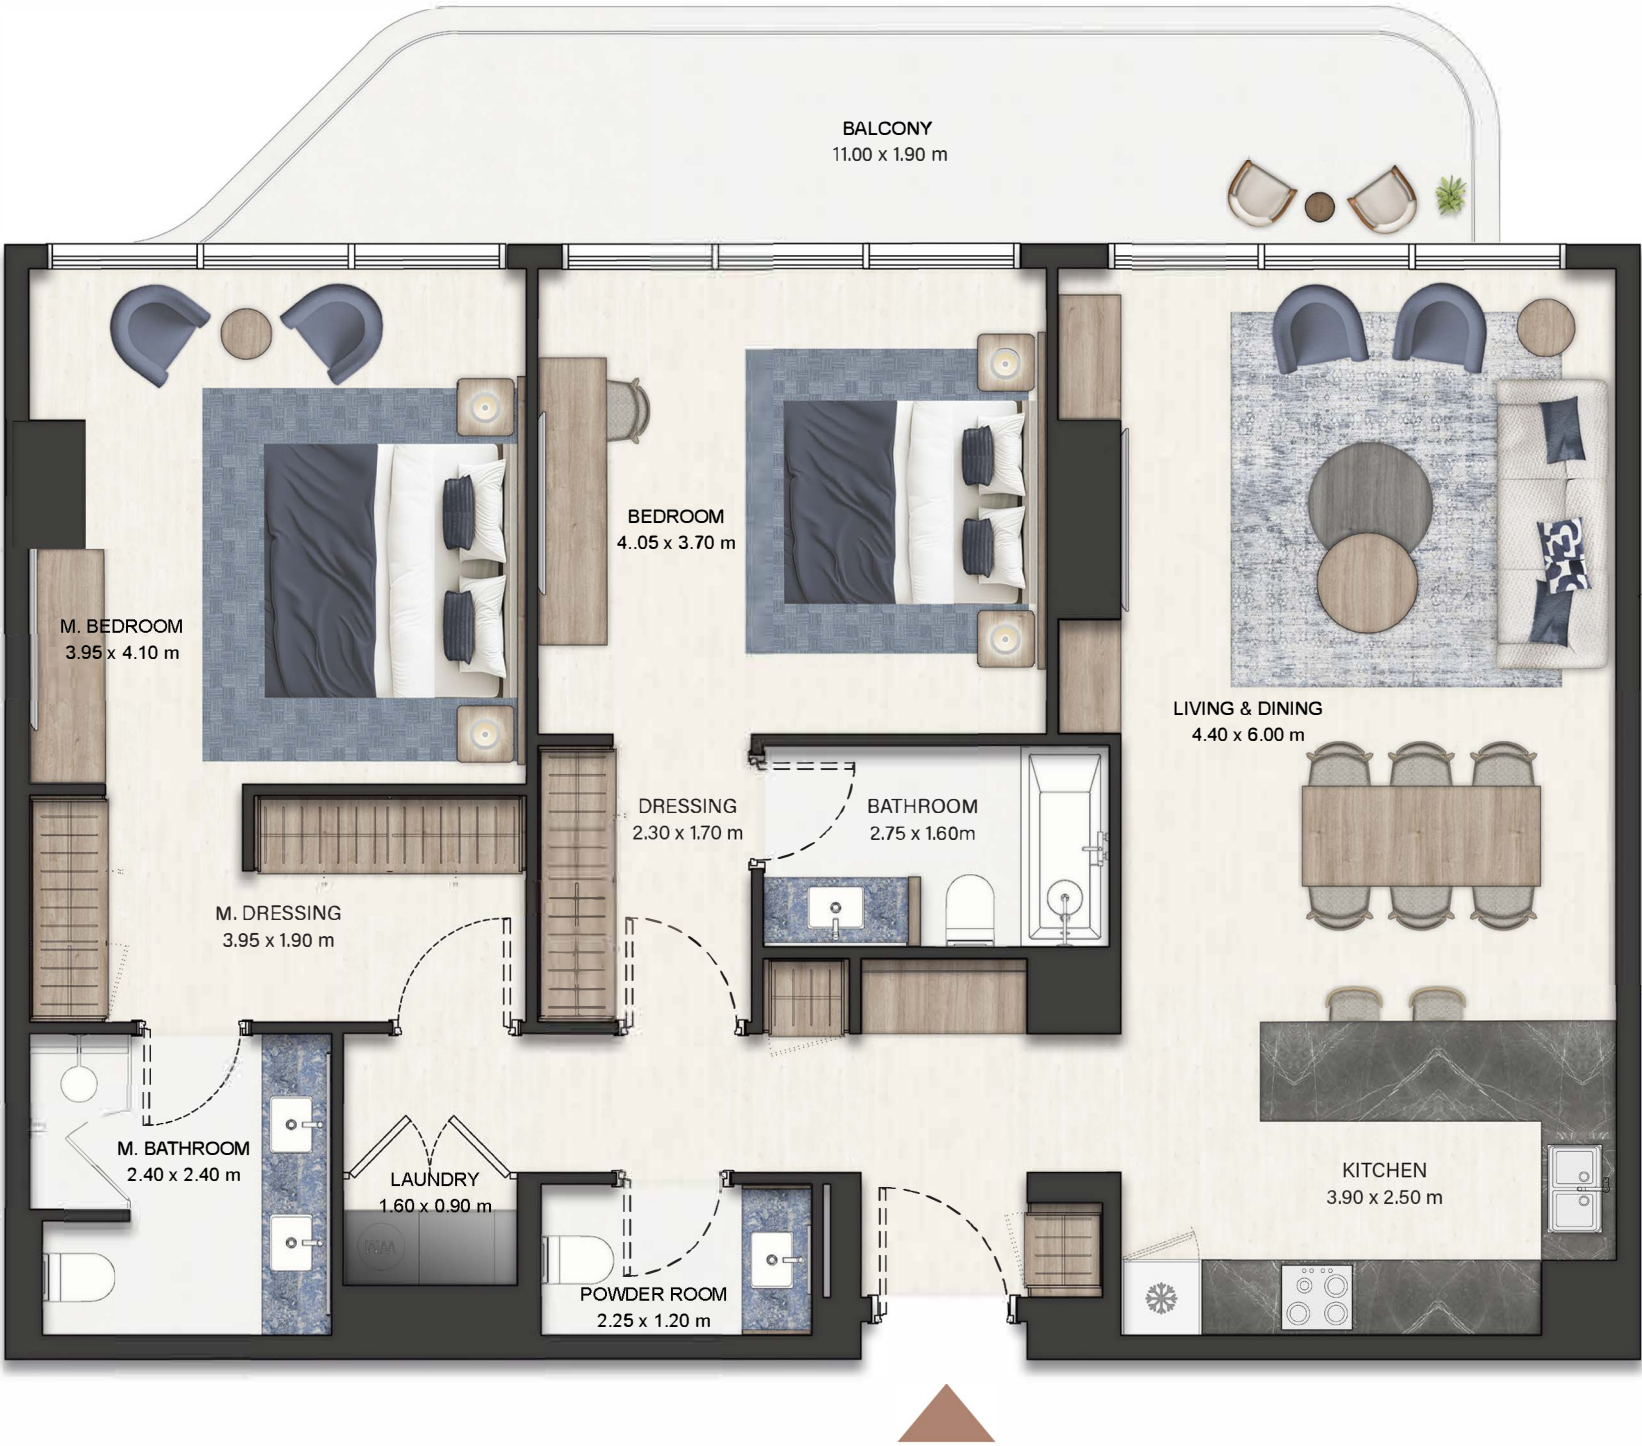 BALCONY
11.00 x 1.90 m
BEDROOM
4..05 x 3.70 m
M. BEDROOM
3.95 x 4.10 m
LIVING & DINING
4.40 x 6.00 m
DRESSING
2.30 x 1.70 m
BATHROOM
2.75 x 1.60m
M. DRESSING
3.95 x 1.90 m
M. BATHROOM
2.40 x 2.40 m
LAUNDRY
1.60 x 0.90 m
WM
KITCHEN
3.90 x 2.50 m
POWDER ROOM
2.25 x 1.20 m